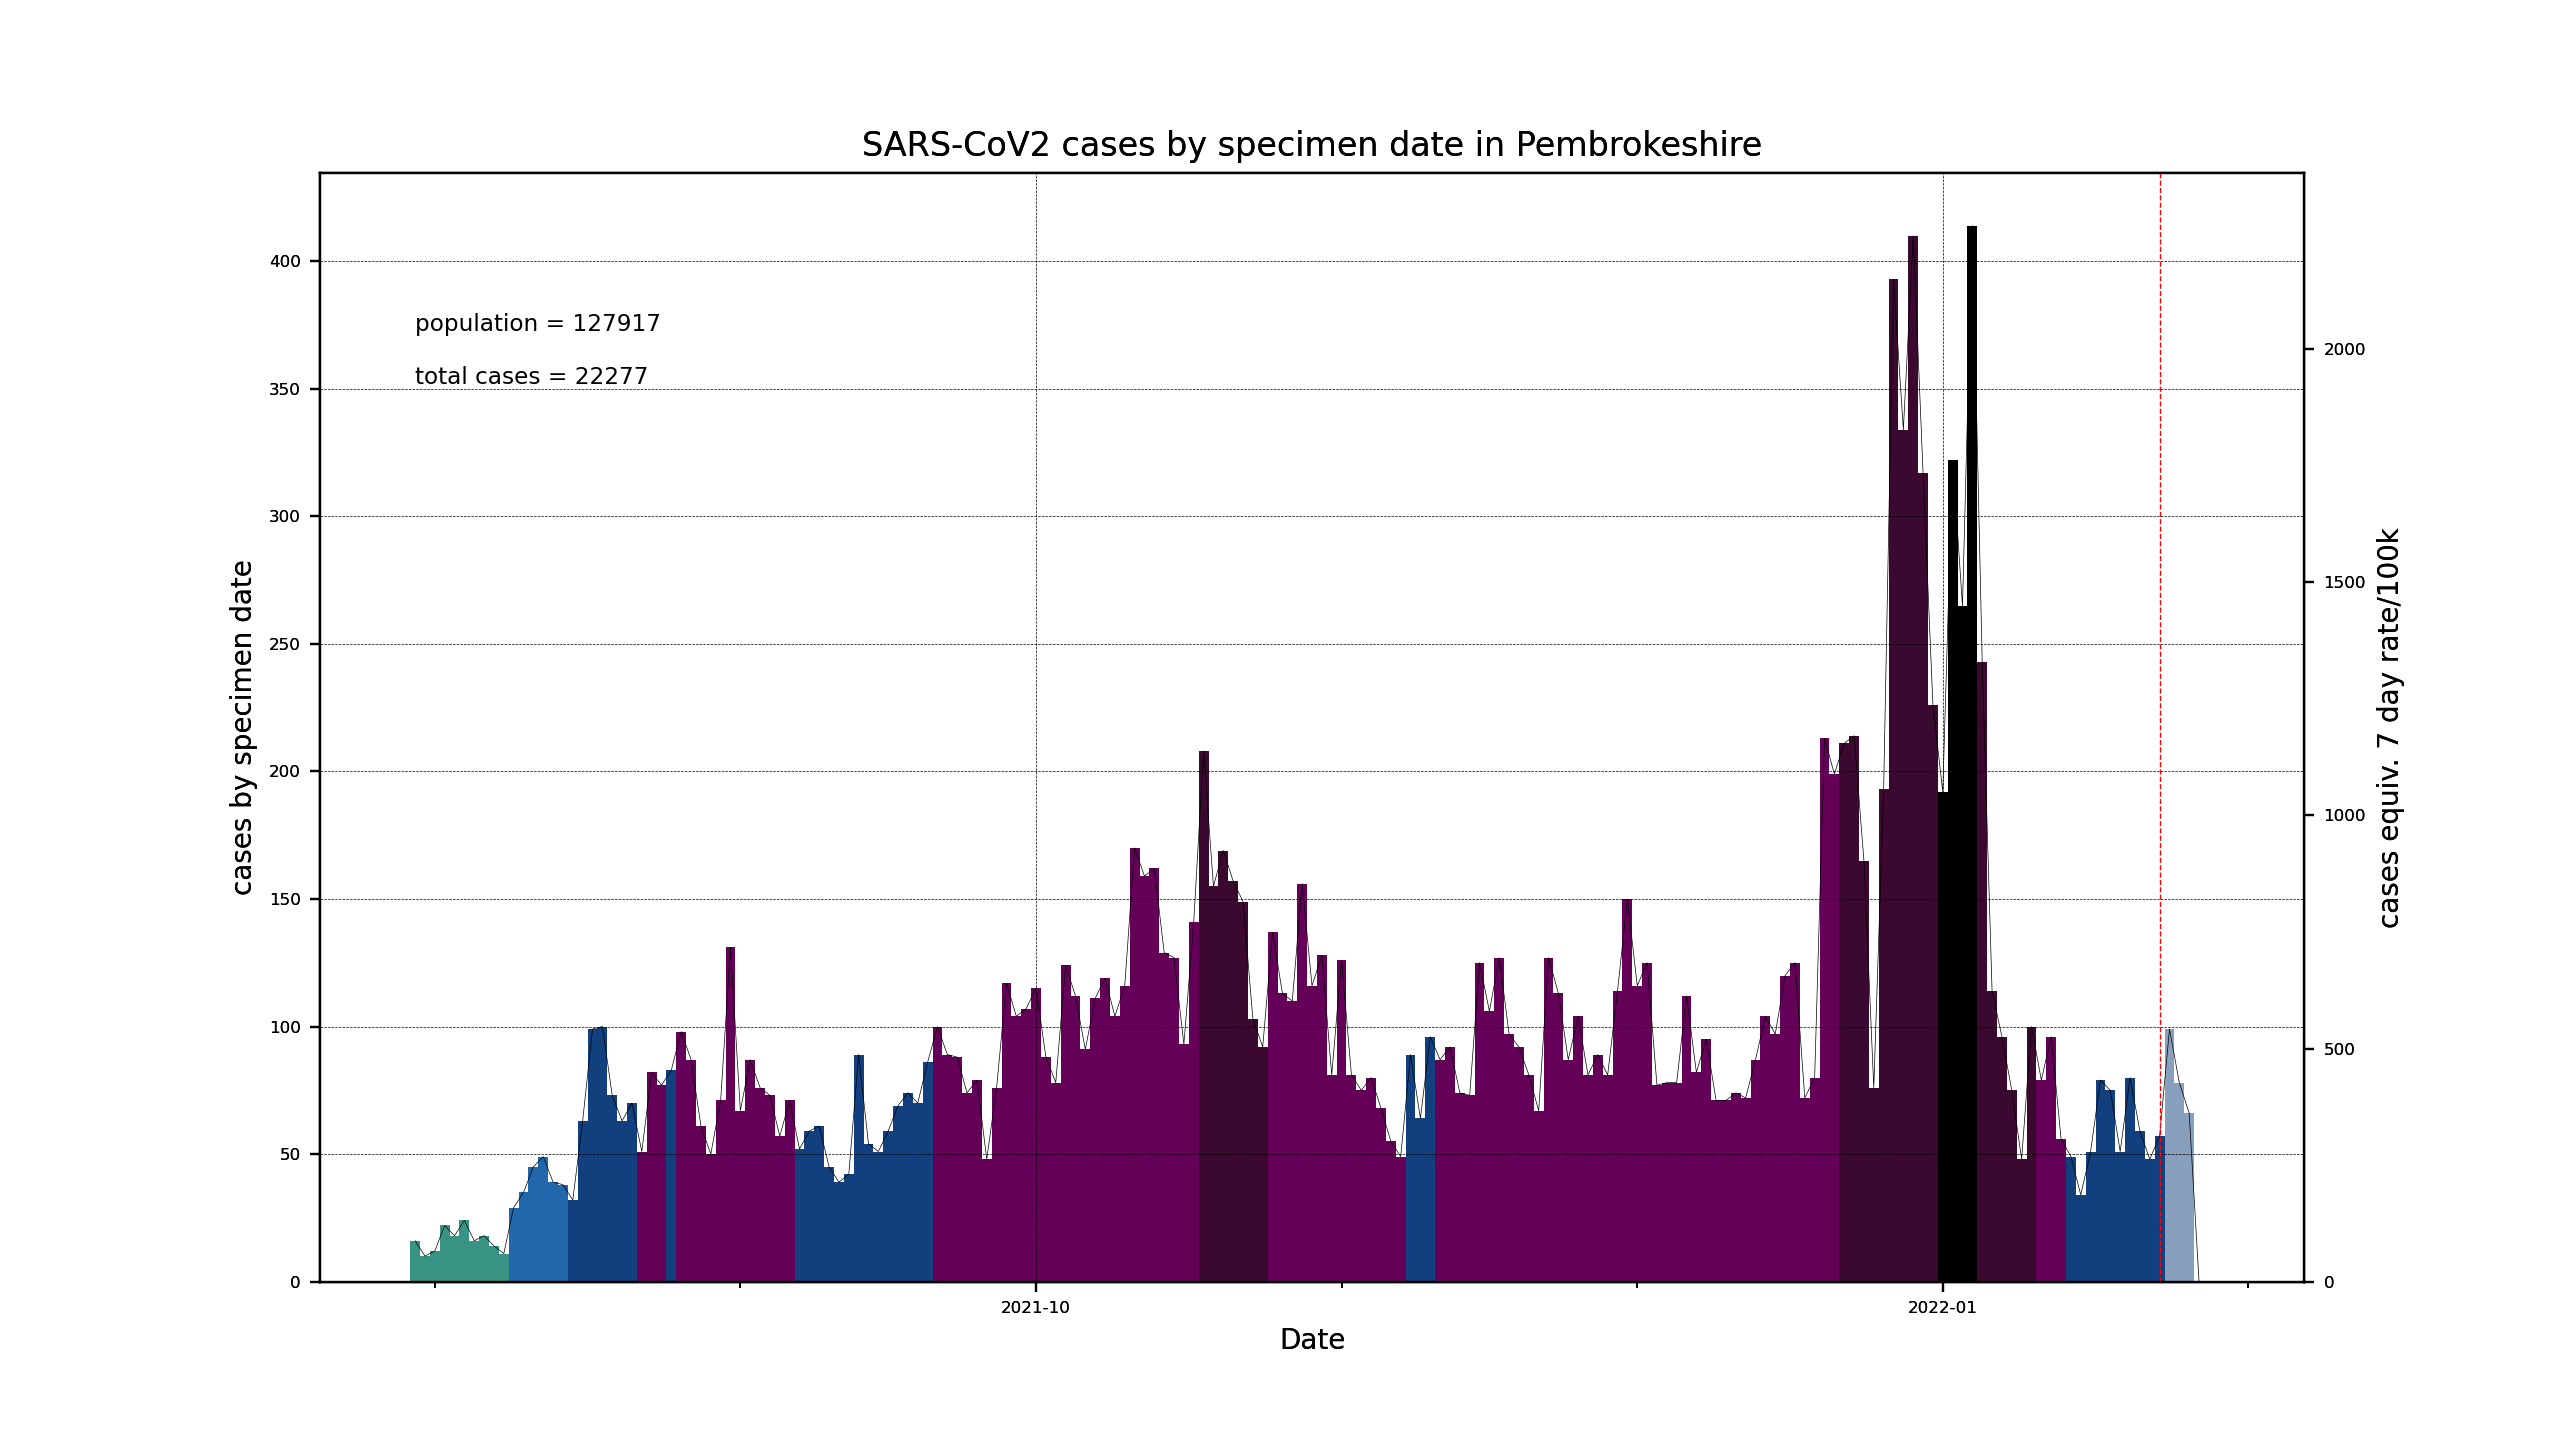 SARS-CoV2 cases by specimen date in Pembrokeshire
population = 127917
total cases = 22277
cases by specimen date
400
350
300
250
200
150
100
50
0
2000
1500
1000
500
0
cases equiv. 7 day rate/100k
2021-10
2022-01
Date